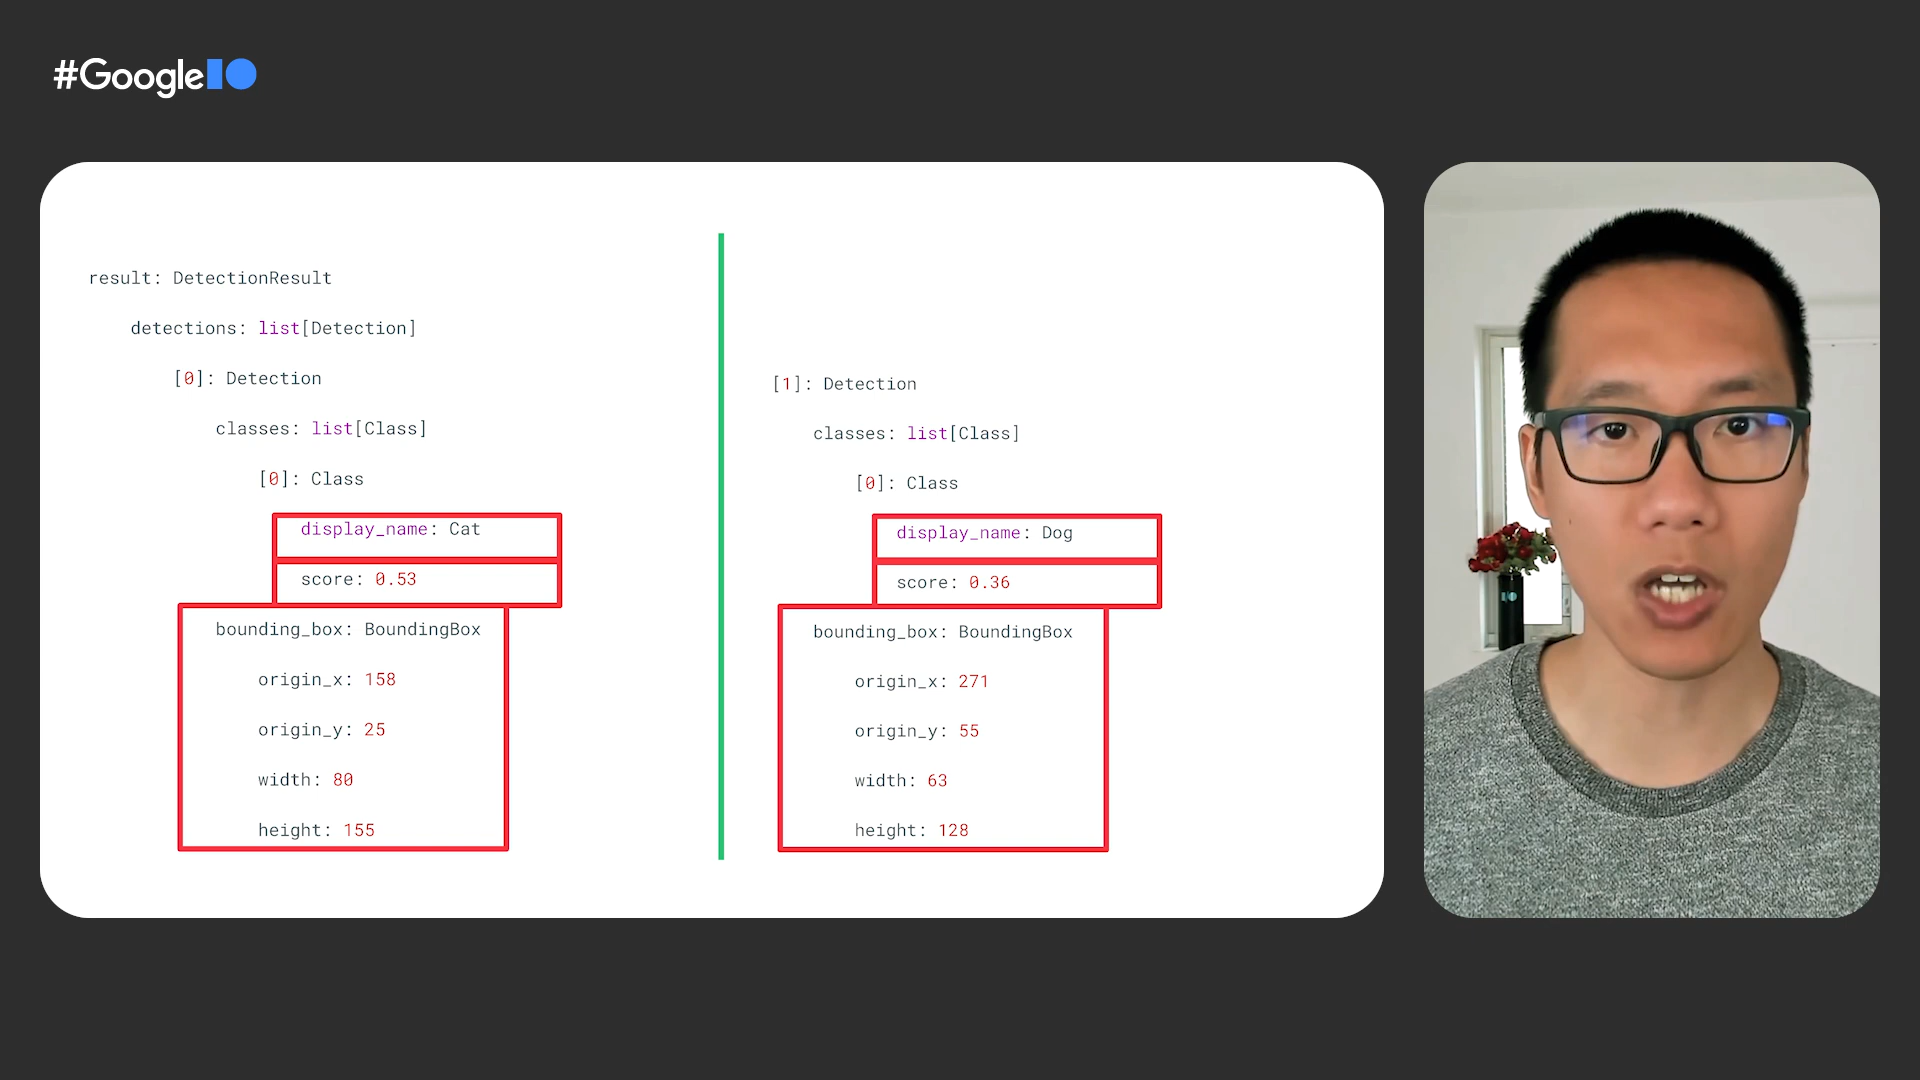 #GoogleIO
result: DetectionResult
detections: list[Detection]
[0]: Detection
classes: list[Class]
[0]: Class
display_name: Cat
score: 0.53
bounding_box: BoundingBox
origin_x: 158
origin_y: 25
width: 80
height: 155
[1]: Detection
classes: list[Class]
[0]: Class
display_name: Dog
score: 0.36
bounding_box: BoundingBox
origin_x: 271
origin_y: 55
width: 63
height: 128
IO